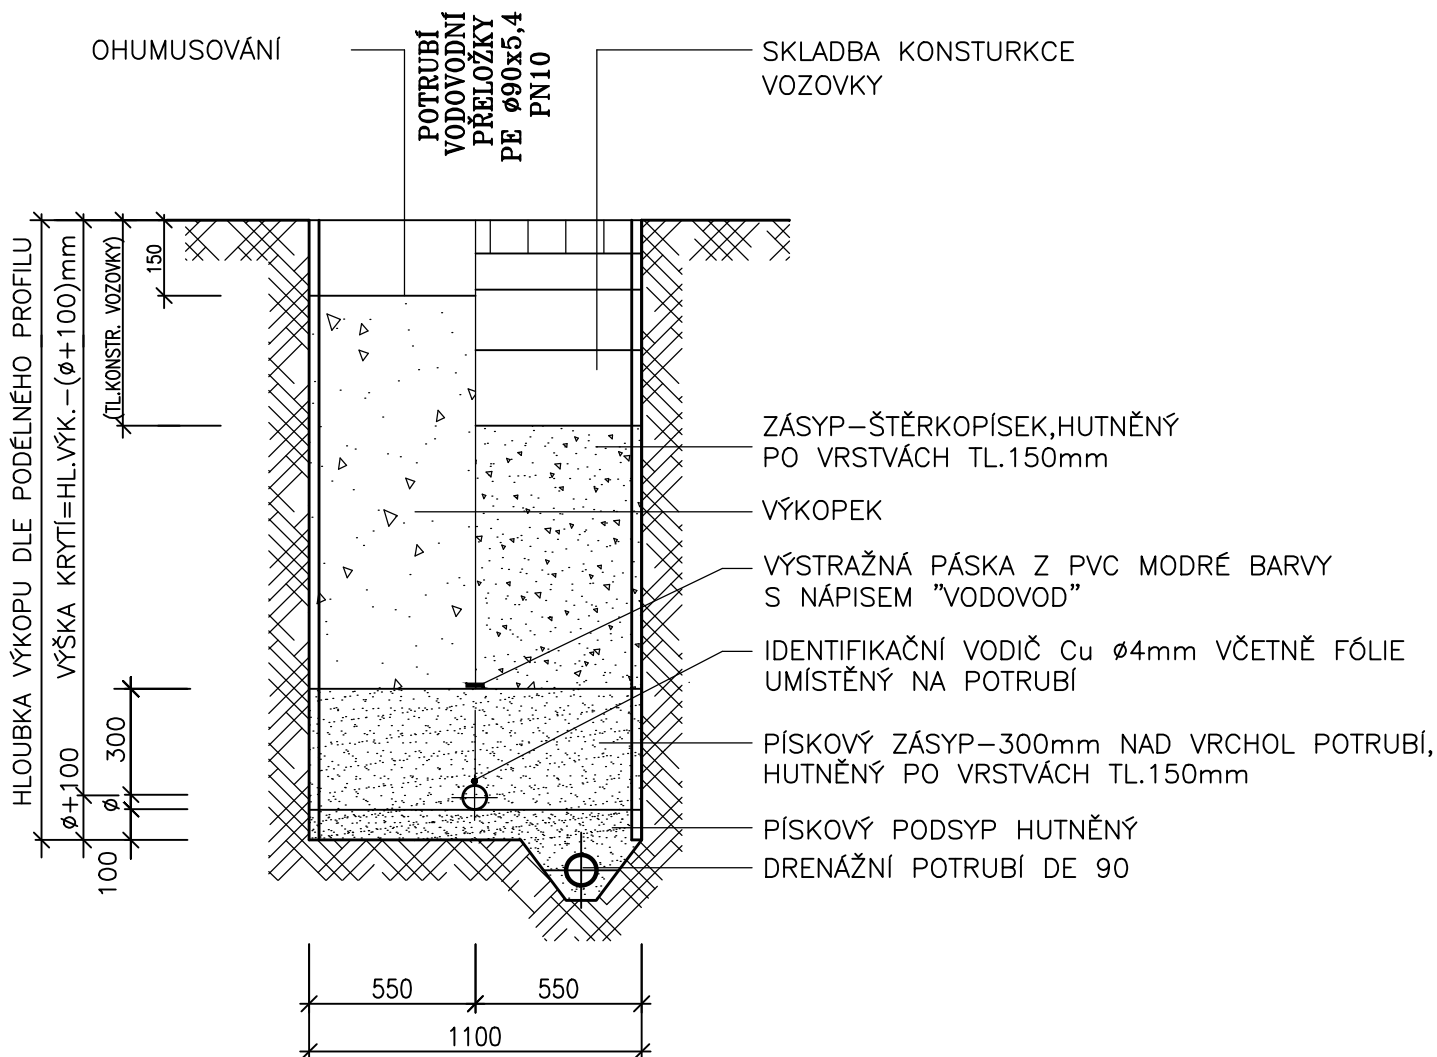 OHUMUSOVÁNÍ
POTRUBÍ
VODOVODNÍ
PŘELOŽKY
PE ø90x5,4
PN10
SKLADBA KONSTURKCE
VOZOVKY
HLOUBKA VÝKOPU DLE PODÉLNÉHO PROFILU
VÝŠKA KRYTÍ=HL.VÝK.-(ø+100)mm
ø+100
(TL.KONSTR. VOZOVKY)
150
300
ø
100
ZÁSYP-ŠTĚRKOPÍSEK,HUTNĚNÝ
PO VRSTVÁCH TL.150mm
VÝKOPEK
VÝSTRAŽNÁ PÁSKA Z PVC MODRÉ BARVY
S NÁPISEM "VODOVOD"
IDENTIFIKAČNÍ VODIČ Cu ø4mm VČETNĚ FÓLIE
UMÍSTĚNÝ NA POTRUBÍ
PÍSKOVÝ ZÁSYP-300mm NAD VRCHOL POTRUBÍ,
HUTNĚNÝ PO VRSTVÁCH TL.150mm
PÍSKOVÝ PODSYP HUTNĚNÝ
DRENÁŽNÍ POTRUBÍ DE 90
550
550
1100